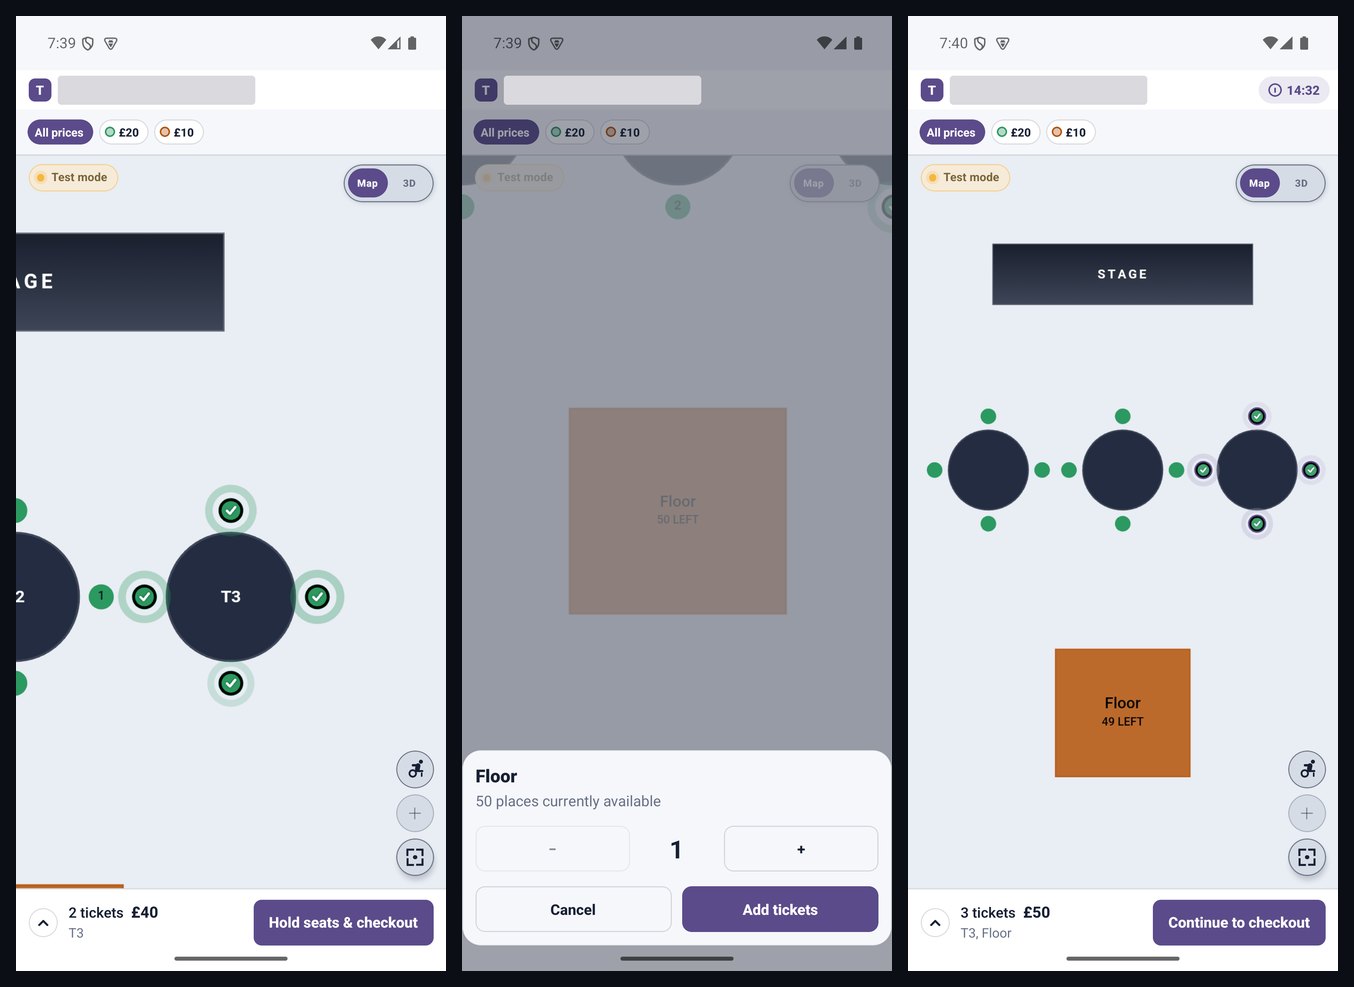 7:39
T
All prices
£20
£10
Test mode
Map
3D
AGE
2
1
T3
2 tickets £40
T3
Hold seats & checkout
7:39
T
All prices
£20
£10
Test mode
Map
3D
2
Floor
50 LEFT
Floor
50 places currently available
−
1
+
Cancel
Add tickets
7:40
T
14:32
All prices
£20
£10
Test mode
Map
3D
STAGE
Floor
49 LEFT
3 tickets £50
T3, Floor
Continue to checkout